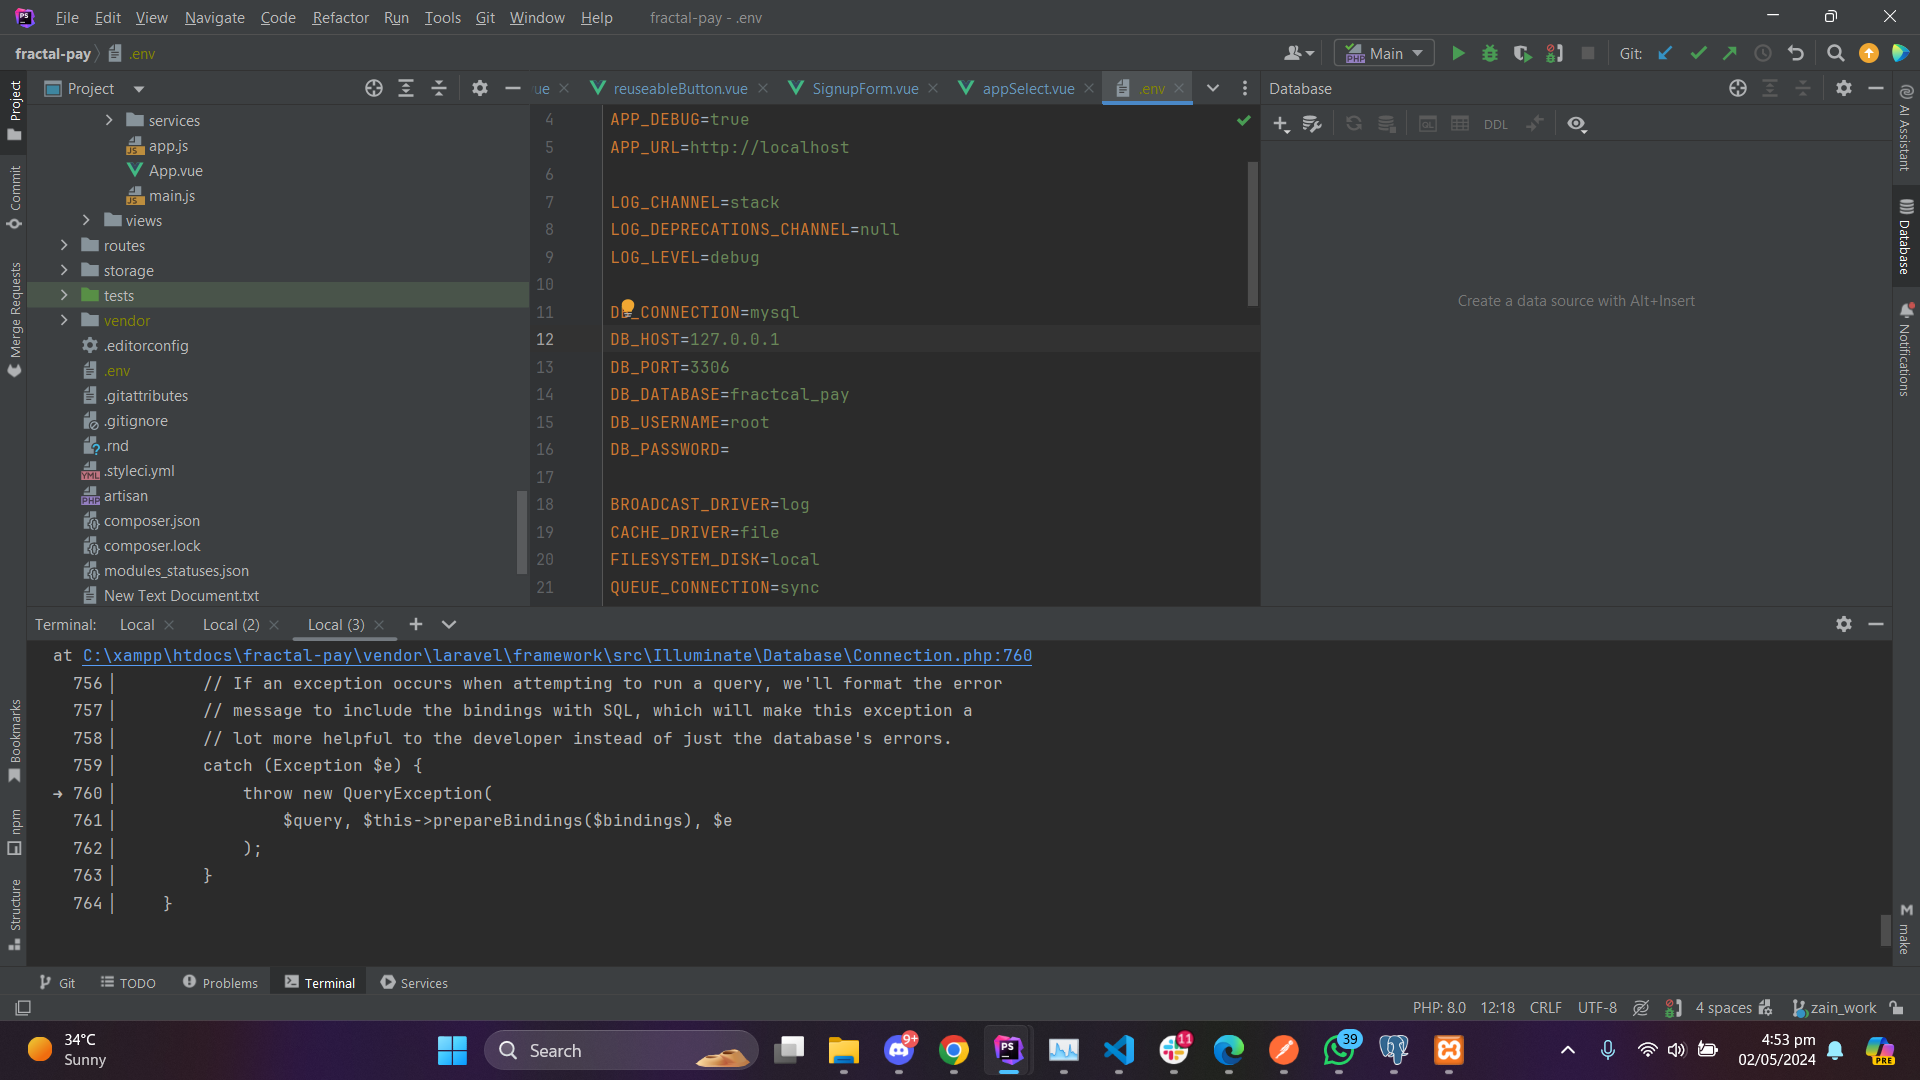 File Edit View Navigate Code Refactor Run Tools Git Window Help fractal-pay - .env
fractal-pay .env
Main
Git:
Project
ue
reuseableButton.vue
SignupForm.vue
appSelect.vue
.env
Database
services
app.js
App.vue
main.js
views
routes
storage
tests
vendor
.editorconfig
.env
.gitattributes
.gitignore
.rnd
.styleci.yml
artisan
composer.json
composer.lock
modules_statuses.json
New Text Document.txt
4 APP_DEBUG=true
5 APP_URL=http://localhost
6
7 LOG_CHANNEL=stack
8 LOG_DEPRECATIONS_CHANNEL=null
9 LOG_LEVEL=debug
10
11 DB_CONNECTION=mysql
12 DB_HOST=127.0.0.1
13 DB_PORT=3306
14 DB_DATABASE=fractcal_pay
15 DB_USERNAME=root
16 DB_PASSWORD=
17
18 BROADCAST_DRIVER=log
19 CACHE_DRIVER=file
20 FILESYSTEM_DISK=local
21 QUEUE_CONNECTION=sync
DDL
Create a data source with Alt+Insert
Project
Commit
Merge Requests
Bookmarks
npm
Structure
AI Assistant
Database
Notifications
make
Terminal: Local Local (2) Local (3)
at C:\xampp\htdocs\fractal-pay\vendor\laravel\framework\src\Illuminate\Database\Connection.php:760
756 // If an exception occurs when attempting to run a query, we'll format the error
757 // message to include the bindings with SQL, which will make this exception a
758 // lot more helpful to the developer instead of just the database's errors.
759 catch (Exception $e) {
➜ 760 throw new QueryException(
761 $query, $this->prepareBindings($bindings), $e
762 );
763 }
764 }
Git TODO Problems Terminal Services
PHP: 8.0 12:18 CRLF UTF-8 4 spaces zain_work
34°C
Sunny
Search
9+
11
39
4:53 pm
02/05/2024
PRE